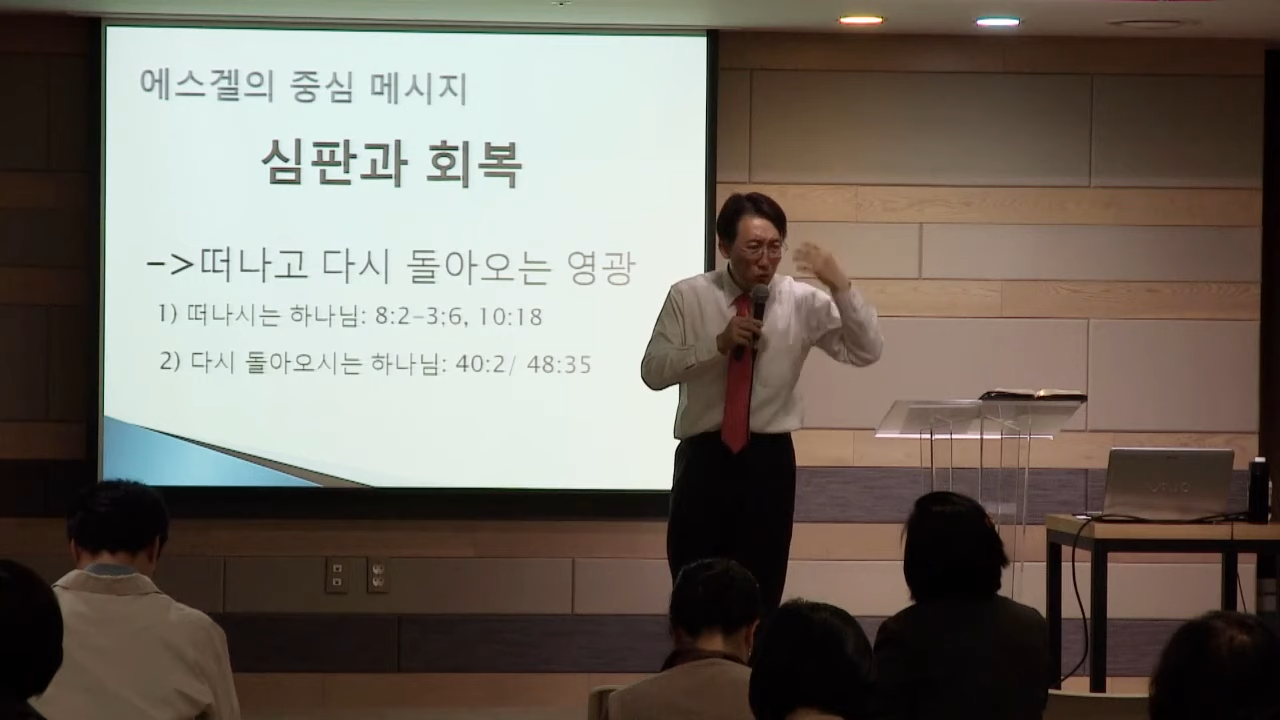 에스겔의 중심 메시지
심판과 회복
->떠나고 다시 돌아오는 영광
1) 떠나시는 하나님: 8:2-3;6, 10:18
2) 다시 돌아오시는 하나님: 40:2/ 48:35
VAIO